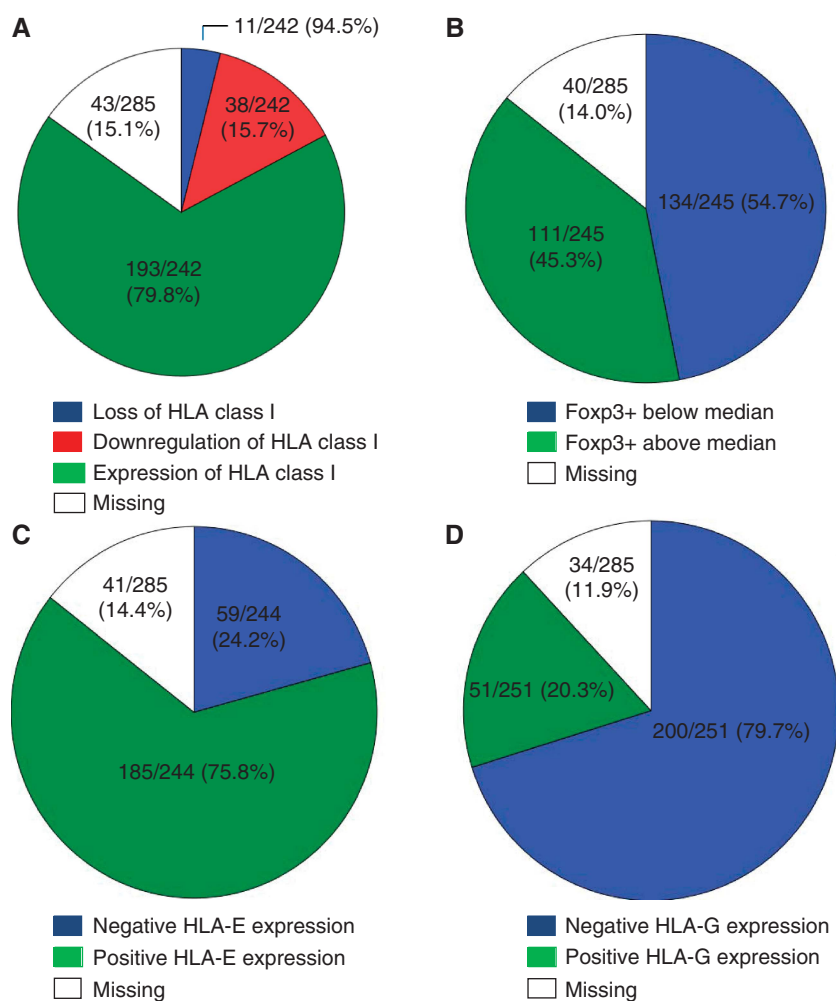 A
11/242 (94.5%)
43/285
(15.1%)
38/242
(15.7%)
193/242
(79.8%)
Loss of HLA class I
Downregulation of HLA class I
Expression of HLA class I
Missing
B
40/285
(14.0%)
134/245 (54.7%)
111/245
(45.3%)
Foxp3+ below median
Foxp3+ above median
Missing
C
41/285
(14.4%)
59/244
(24.2%)
185/244 (75.8%)
Negative HLA-E expression
Positive HLA-E expression
Missing
D
34/285
(11.9%)
51/251 (20.3%)
200/251 (79.7%)
Negative HLA-G expression
Positive HLA-G expression
Missing